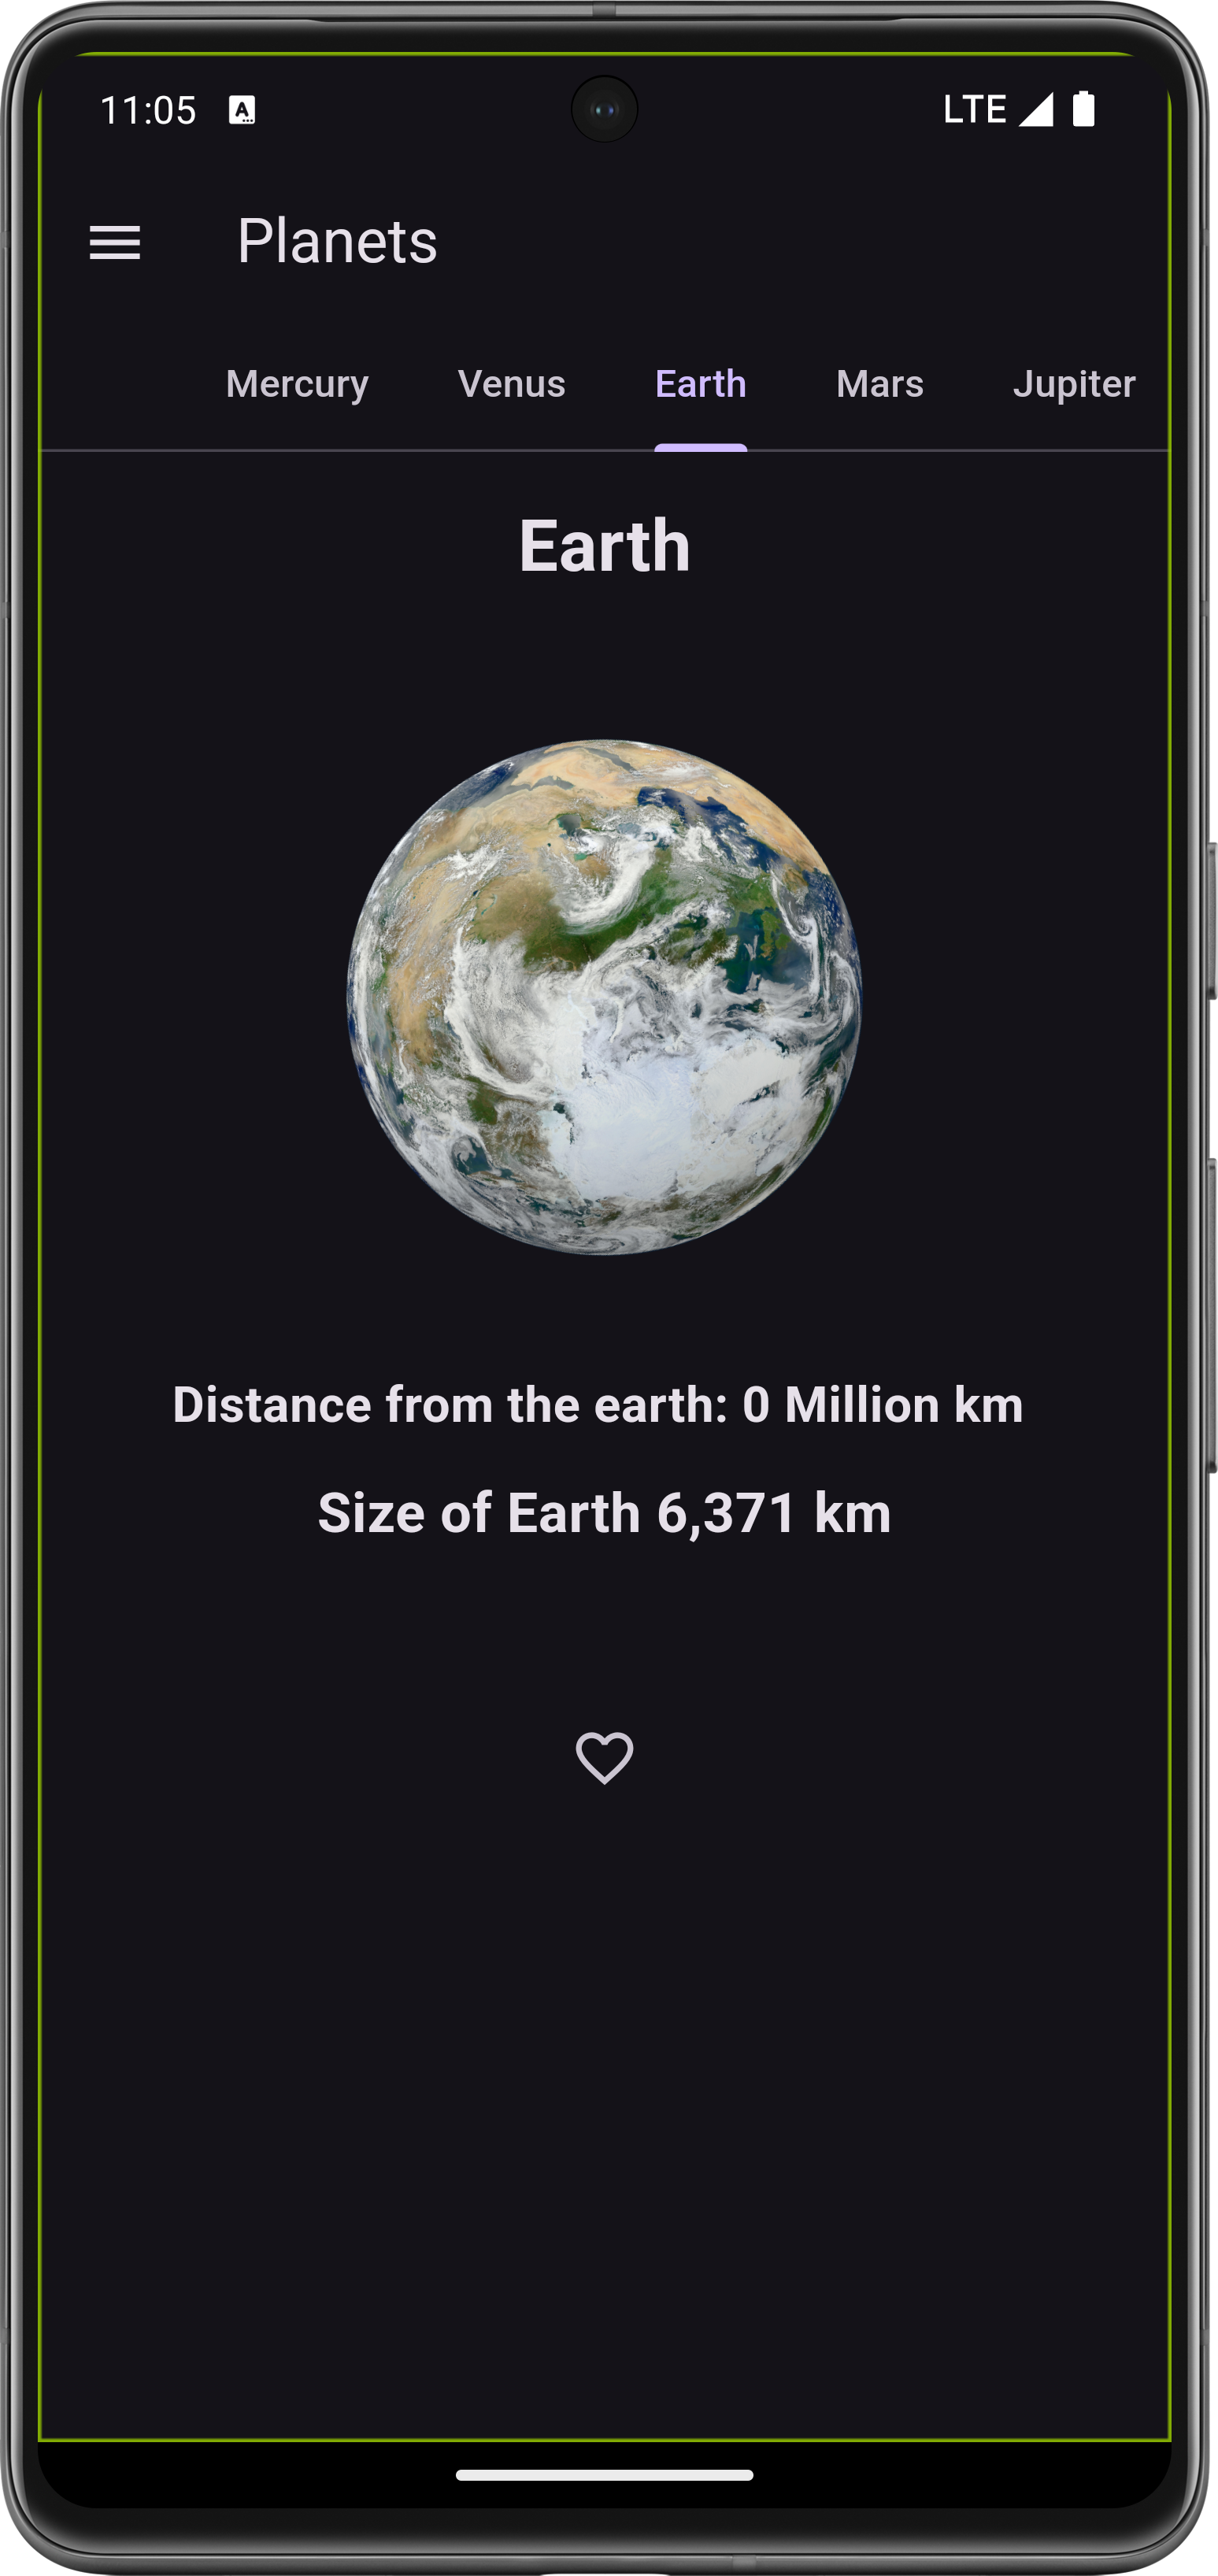 11:05 A LTE
Planets
Mercury Venus Earth Mars Jupiter
Earth
Distance from the earth: 0 Million km
Size of Earth 6,371 km